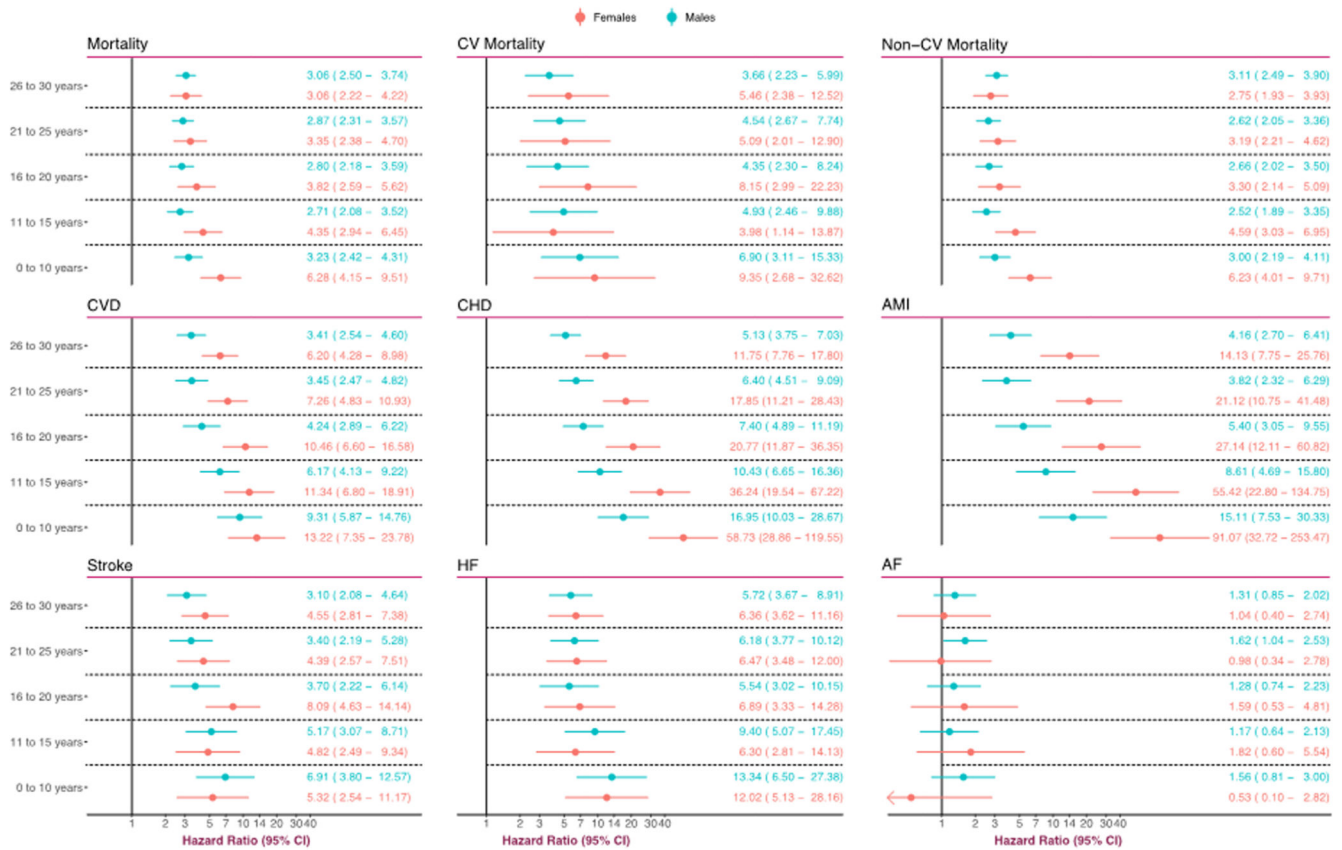 Females Males
Mortality CV Mortality Non-CV Mortality
3.06 ( 2.50 - 3.74) 3.66 ( 2.23 - 5.99) 3.11 ( 2.49 - 3.90)
26 to 30 years
3.06 ( 2.22 - 4.22) 5.46 ( 2.38 - 12.52) 2.75 ( 1.93 - 3.93)
2.87 ( 2.31 - 3.57) 4.54 ( 2.67 - 7.74) 2.62 ( 2.05 - 3.36)
21 to 25 years
3.35 ( 2.38 - 4.70) 5.09 ( 2.01 - 12.90) 3.19 ( 2.21 - 4.62)
2.80 ( 2.18 - 3.59) 4.35 ( 2.30 - 8.24) 2.66 ( 2.02 - 3.50)
16 to 20 years
3.82 ( 2.59 - 5.62) 8.15 ( 2.99 - 22.23) 3.30 ( 2.14 - 5.09)
2.71 ( 2.08 - 3.52) 4.93 ( 2.46 - 9.88) 2.52 ( 1.89 - 3.35)
11 to 15 years
4.35 ( 2.94 - 6.45) 3.98 ( 1.14 - 13.87) 4.59 ( 3.03 - 6.95)
3.23 ( 2.42 - 4.31) 6.90 ( 3.11 - 15.33) 3.00 ( 2.19 - 4.11)
0 to 10 years
6.28 ( 4.15 - 9.51) 9.35 ( 2.68 - 32.62) 6.23 ( 4.01 - 9.71)
CVD CHD AMI
3.41 ( 2.54 - 4.60) 5.13 ( 3.75 - 7.03) 4.16 ( 2.70 - 6.41)
26 to 30 years
6.20 ( 4.28 - 8.98) 11.75 ( 7.76 - 17.80) 14.13 ( 7.75 - 25.76)
3.45 ( 2.47 - 4.82) 6.40 ( 4.51 - 9.09) 3.82 ( 2.32 - 6.29)
21 to 25 years
7.26 ( 4.83 - 10.93) 17.85 (11.21 - 28.43) 21.12 (10.75 - 41.48)
4.24 ( 2.89 - 6.22) 7.40 ( 4.89 - 11.19) 5.40 ( 3.05 - 9.55)
16 to 20 years
10.46 ( 6.60 - 16.58) 20.77 (11.87 - 36.35) 27.14 (12.11 - 60.82)
6.17 ( 4.13 - 9.22) 10.43 ( 6.65 - 16.36) 8.61 ( 4.69 - 15.80)
11 to 15 years
11.34 ( 6.80 - 18.91) 36.24 (19.54 - 67.22) 55.42 (22.80 - 134.75)
9.31 ( 5.87 - 14.76) 16.95 (10.03 - 28.67) 15.11 ( 7.53 - 30.33)
0 to 10 years
13.22 ( 7.35 - 23.78) 58.73 (28.86 - 119.55) 91.07 (32.72 - 253.47)
Stroke HF AF
3.10 ( 2.08 - 4.64) 5.72 ( 3.67 - 8.91) 1.31 ( 0.85 - 2.02)
26 to 30 years
4.55 ( 2.81 - 7.38) 6.36 ( 3.62 - 11.16) 1.04 ( 0.40 - 2.74)
3.40 ( 2.19 - 5.28) 6.18 ( 3.77 - 10.12) 1.62 ( 1.04 - 2.53)
21 to 25 years
4.39 ( 2.57 - 7.51) 6.47 ( 3.48 - 12.00) 0.98 ( 0.34 - 2.78)
3.70 ( 2.22 - 6.14) 5.54 ( 3.02 - 10.15) 1.28 ( 0.74 - 2.23)
16 to 20 years
8.09 ( 4.63 - 14.14) 6.89 ( 3.33 - 14.28) 1.59 ( 0.53 - 4.81)
5.17 ( 3.07 - 8.71) 9.40 ( 5.07 - 17.45) 1.17 ( 0.64 - 2.13)
11 to 15 years
4.82 ( 2.49 - 9.34) 6.30 ( 2.81 - 14.13) 1.82 ( 0.60 - 5.54)
6.91 ( 3.80 - 12.57) 13.34 ( 6.50 - 27.38) 1.56 ( 0.81 - 3.00)
0 to 10 years
5.32 ( 2.54 - 11.17) 12.02 ( 5.13 - 28.16) 0.53 ( 0.10 - 2.82)
1 2 3 5 7 10 14 20 30 40 1 2 3 5 7 10 14 20 30 40 1 2 3 5 7 10 14 20 30 40
Hazard Ratio (95% CI) Hazard Ratio (95% CI) Hazard Ratio (95% CI)